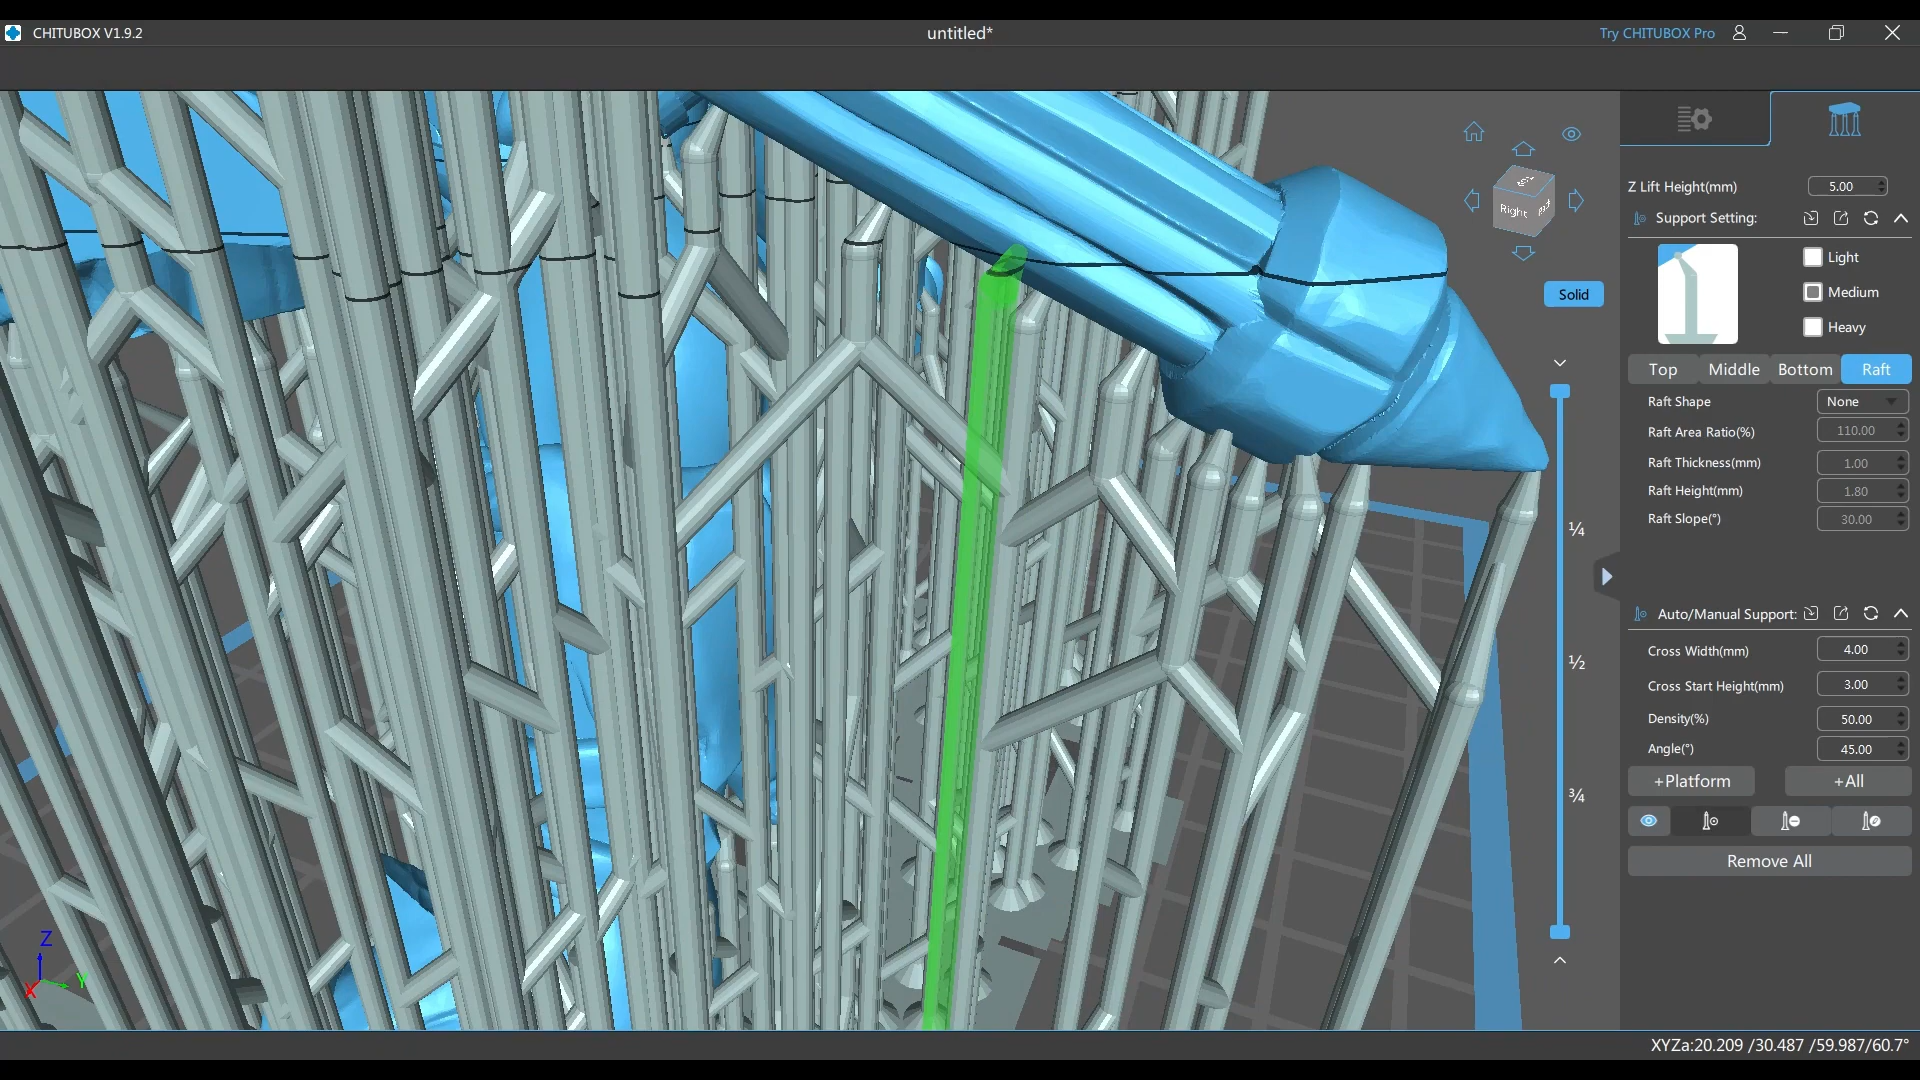 CHITUBOX V1.9.2
untitled*
Try CHITUBOX Pro
Right
Solid
¼
½
¾
Z
Y
X
Z Lift Height(mm) 5.00
Support Setting:
Light
Medium
Heavy
Top Middle Bottom Raft
Raft Shape None
Raft Area Ratio(%) 110.00
Raft Thickness(mm) 1.00
Raft Height(mm) 1.80
Raft Slope(°) 30.00
Auto/Manual Support:
Cross Width(mm) 4.00
Cross Start Height(mm) 3.00
Density(%) 50.00
Angle(°) 45.00
+Platform +All
Remove All
XYZa:20.209 /30.487 /59.987/60.7°